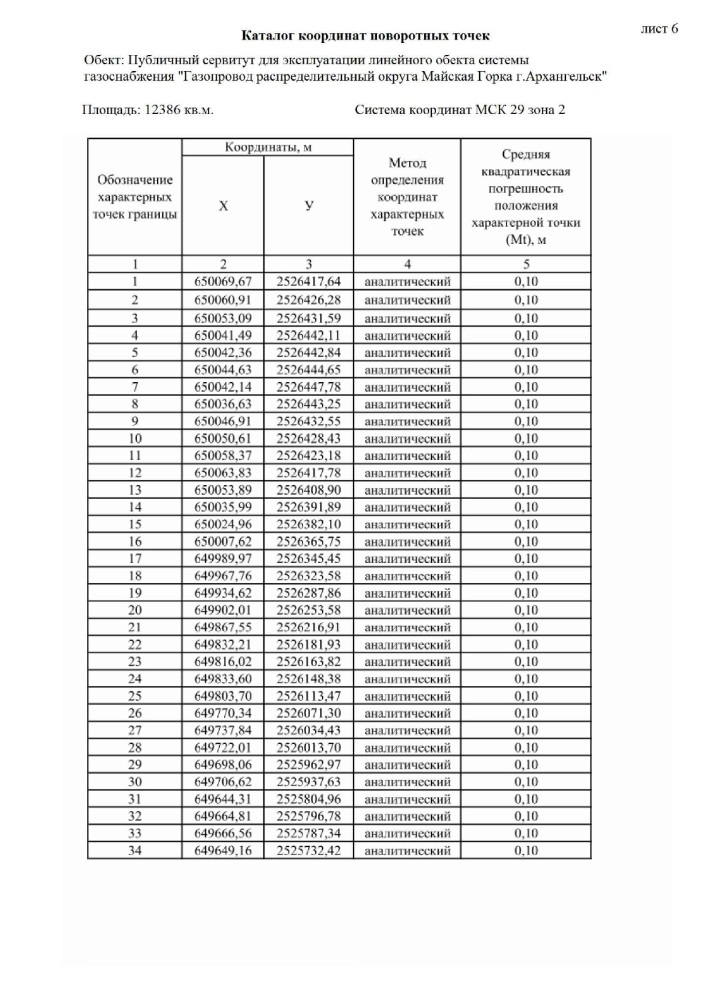 лист 6
Каталог координат поворотных точек
Обект: Публичный сервитут для эксплуатации линейного обекта системы
газоснабжения "Газопровод распределительный округа Майская Горка г.Архангельск"
Площадь: 12386 кв.м. Система координат МСК 29 зона 2
Обозначение
характерных
точек границы
Координаты, м
Х
У
Метод
определения
координат
характерных
точек
Средняя
квадратическая
погрешность
положения
характерной точки
(Mt), м
1 2 3 4 5
1 650069,67 2526417,64 аналитический 0,10
2 650060,91 2526426,28 аналитический 0,10
3 650053,09 2526431,59 аналитический 0,10
4 650041,49 2526442,11 аналитический 0,10
5 650042,36 2526442,84 аналитический 0,10
6 650044,63 2526444,65 аналитический 0,10
7 650042,14 2526447,78 аналитический 0,10
8 650036,63 2526443,25 аналитический 0,10
9 650046,91 2526432,55 аналитический 0,10
10 650050,61 2526428,43 аналитический 0,10
11 650058,37 2526423,18 аналитический 0,10
12 650063,83 2526417,78 аналитический 0,10
13 650053,89 2526408,90 аналитический 0,10
14 650035,99 2526391,89 аналитический 0,10
15 650024,96 2526382,10 аналитический 0,10
16 650007,62 2526365,75 аналитический 0,10
17 649989,97 2526345,45 аналитический 0,10
18 649967,76 2526323,58 аналитический 0,10
19 649934,62 2526287,86 аналитический 0,10
20 649902,01 2526253,58 аналитический 0,10
21 649867,55 2526216,91 аналитический 0,10
22 649832,21 2526181,93 аналитический 0,10
23 649816,02 2526163,82 аналитический 0,10
24 649833,60 2526148,38 аналитический 0,10
25 649803,70 2526113,47 аналитический 0,10
26 649770,34 2526071,30 аналитический 0,10
27 649737,84 2526034,43 аналитический 0,10
28 649722,01 2526013,70 аналитический 0,10
29 649698,06 2525962,97 аналитический 0,10
30 649706,62 2525937,63 аналитический 0,10
31 649644,31 2525804,96 аналитический 0,10
32 649664,81 2525796,78 аналитический 0,10
33 649666,56 2525787,34 аналитический 0,10
34 649649,16 2525732,42 аналитический 0,10